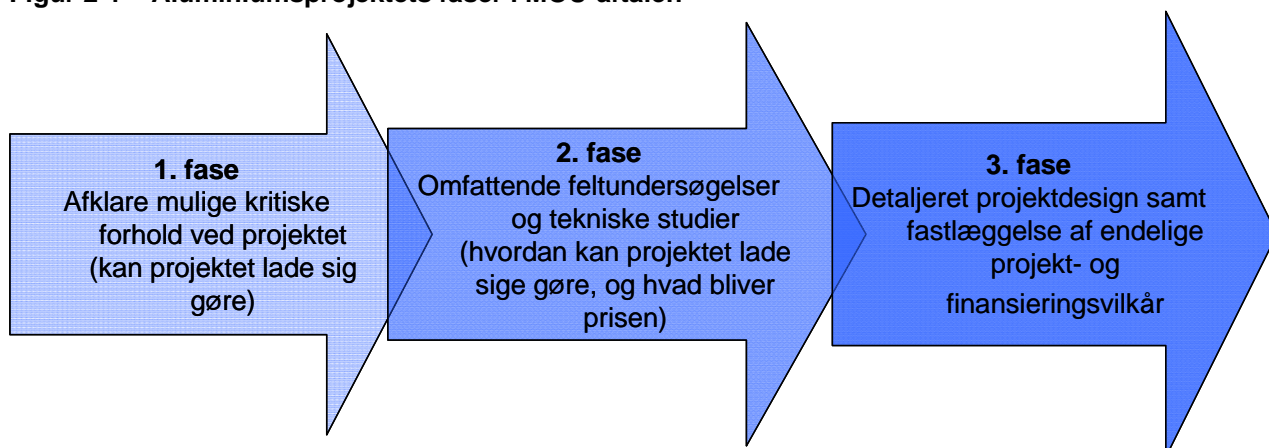 1. fase
Afklare mulige kritiske
forhold ved projektet
(kan projektet lade sig
gøre)
2. fase
Omfattende feltundersøgelser
og tekniske studier
(hvordan kan projektet lade
sige gøre, og hvad bliver
prisen)
3. fase
Detaljeret projektdesign samt
fastlæggelse af endelige
projekt- og
finansieringsvilkår